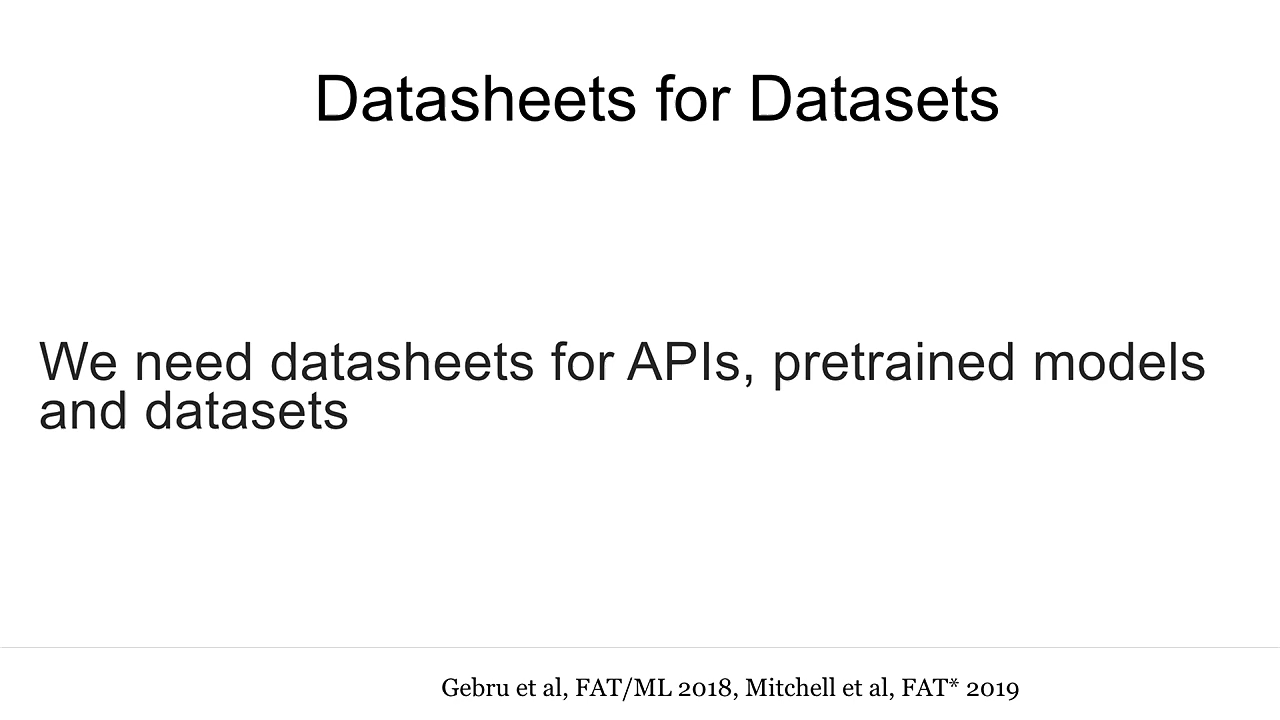 Datasheets for Datasets
We need datasheets for APIs, pretrained models
and datasets
Gebru et al, FAT/ML 2018, Mitchell et al, FAT* 2019